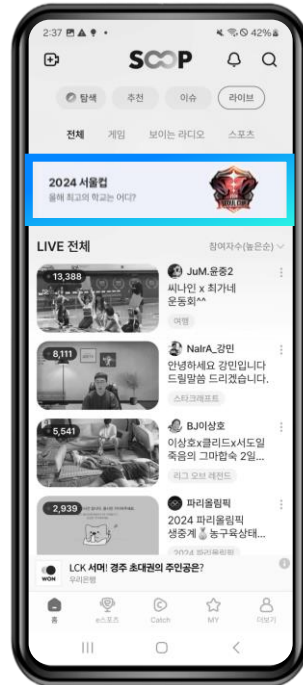 2:37
42%
SOOP
탐색 추천 이슈 라이브
전체 게임 보이는 라디오 스포츠
2024 서울컵
올해 최고의 학교는 어디?
LIVE 전체 참여자수(높은순)
13,388
JuM.윤중2
씨나인 x 최가네
운동회^^
여행
8,111
NalrA_강민
안녕하세요 강민입니다
드릴말씀 드리겠습니다.
스타크래프트
5,541
BJ이상호
이상호x클리드x서도일
죽음의 그마합숙 2일...
리그 오브 레전드
2,939
파리올림픽
2024 파리올림픽
생중계🥈농구육상태...
2024 파리올림픽
WON
LCK 서머! 경주 초대권의 주인공은?
우리은행
홈 e스포츠 Catch MY 더보기